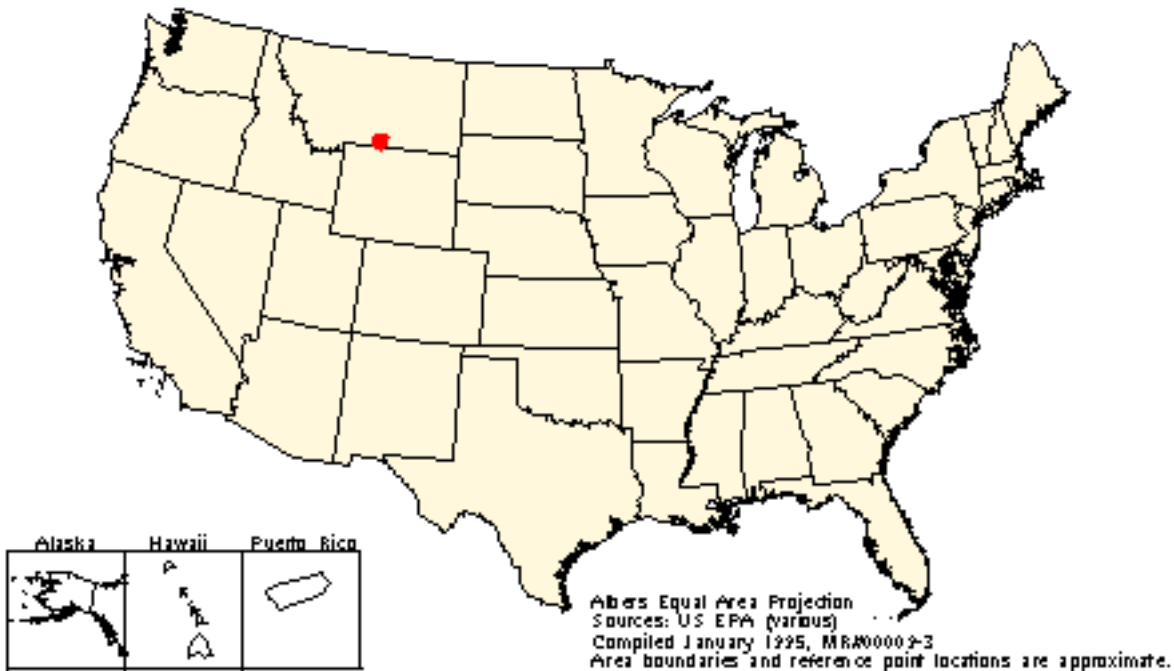 Alaska Hawaii Puerto Rico
Albers Equal Area Projection
Sources: US EPA (various)
Compiled January 1995, MR#00009-3
Area boundaries and reference point locations are approximate.